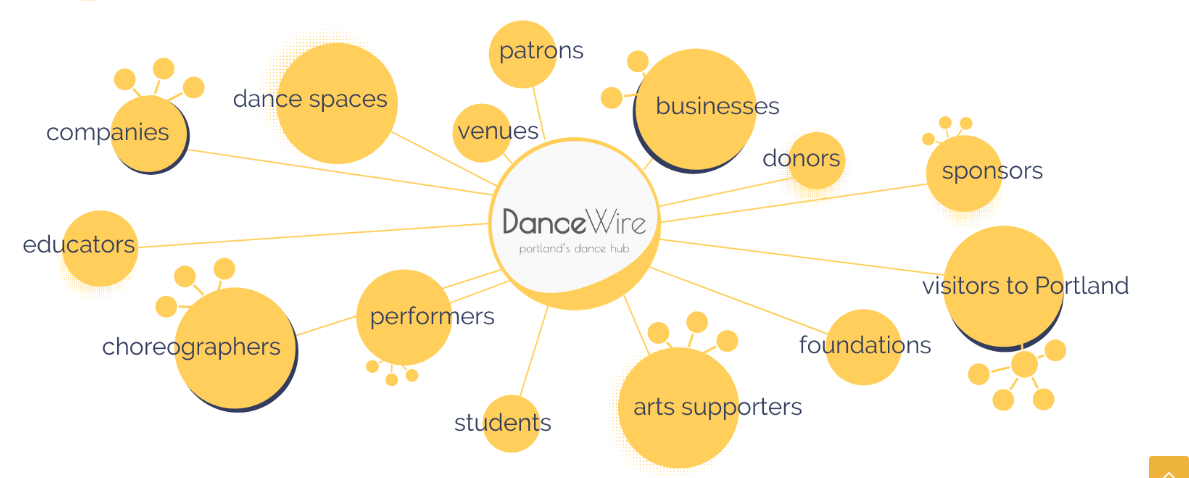 patrons
dance spaces
businesses
companies
venues
donors
sponsors
DanceWire
portland's dance hub
educators
visitors to Portland
performers
choreographers
foundations
arts supporters
students